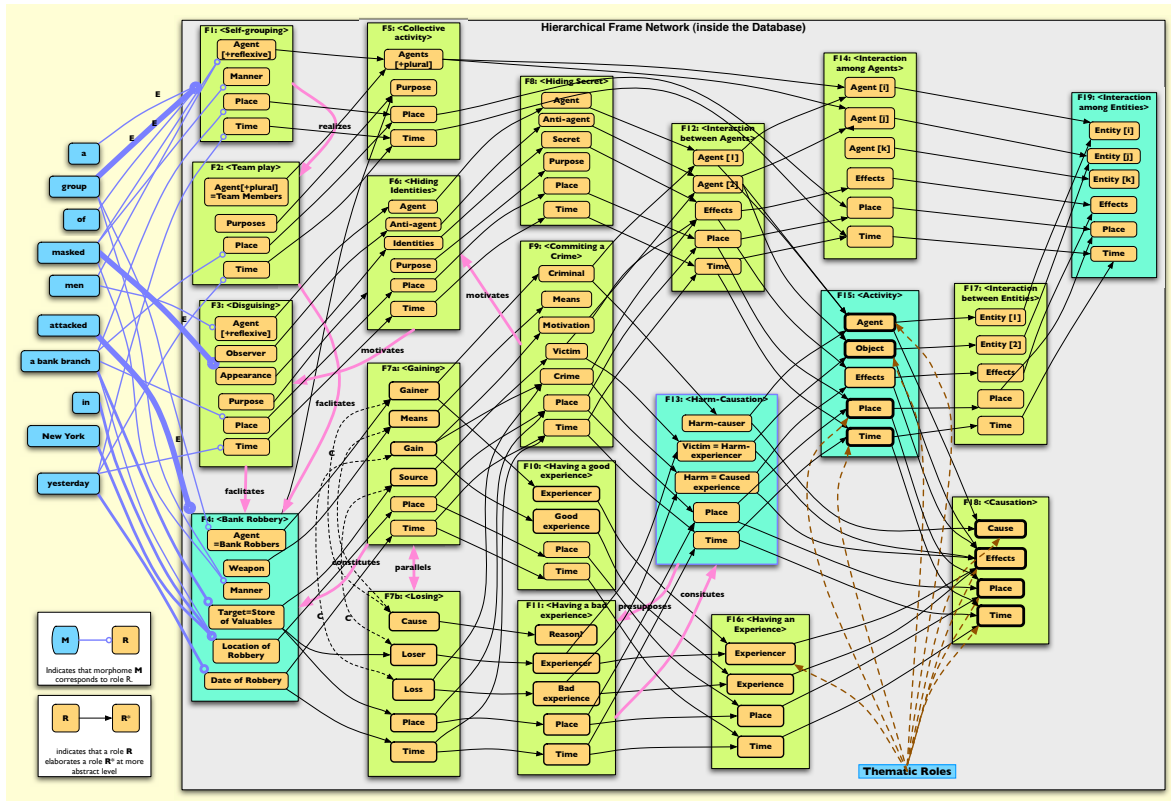 Hierarchical Frame Network (inside the Database)
a
group
of
masked
men
attacked
a bank branch
in
New York
yesterday
E
E
E
E
E
M
R
Indicates that morphome M
corresponds to role R.
R
R*
indicates that a role R
elaborates a role R* at more
abstract level
F1: <Self-grouping>
Agent
[+reflexive]
Manner
Place
Time
realizes
F2: <Team play>
Agent[+plural]
=Team Members
Purposes
Place
Time
F3: <Disguising>
Agent
[+reflexive]
Observer
Appearance
Purpose
Place
Time
faclitates
faclitates
F4: <Bank Robbery>
Agent
=Bank Robbers
Weapon
Manner
Target=Store
of Valuables
Location of
Robbery
Date of Robbery
F5: <Collective
activity>
Agents
[+plural]
Purpose
Place
Time
F6: <Hiding
Identities>
Agent
Anti-agent
Identities
Purpose
Place
Time
motivates
motivates
F7a: <Gaining>
Gainer
Means
Gain
Source
Place
Time
C
C
C
constitutes
parallels
F7b: <Losing>
Cause
Loser
Loss
Place
Time
F8: <Hiding Secret>
Agent
Anti-agent
Secret
Purpose
Place
Time
F9: <Commiting a
Crime>
Criminal
Means
Motivation
Victim
Crime
Place
Time
F10: <Having a good
experience>
Experiencer
Good
experience
Place
Time
F11: <Having a bad
experience>
Reason?
Experiencer
Bad
experience
Place
Time
presupposes
consitutes
F12: <Interaction
between Agents>
Agent [1]
Agent [2]
Effects
Place
Time
F13: <Harm-Causation>
Harm-causer
Victim = Harm-
experiencer
Harm = Caused
experience
Place
Time
F14: <Interaction
among Agents>
Agent [i]
Agent [j]
Agent [k]
Effects
Place
Time
F15: <Activity>
Agent
Object
Effects
Place
Time
F16: <Having an
Experience>
Experiencer
Experience
Place
Time
F17: <Interaction
between Entities>
Entity [1]
Entity [2]
Effects
Place
Time
F18: <Causation>
Cause
Effects
Place
Time
F19: <Interaction
among Entities>
Entity [i]
Entity [j]
Entity [k]
Effects
Place
Time
Thematic Roles